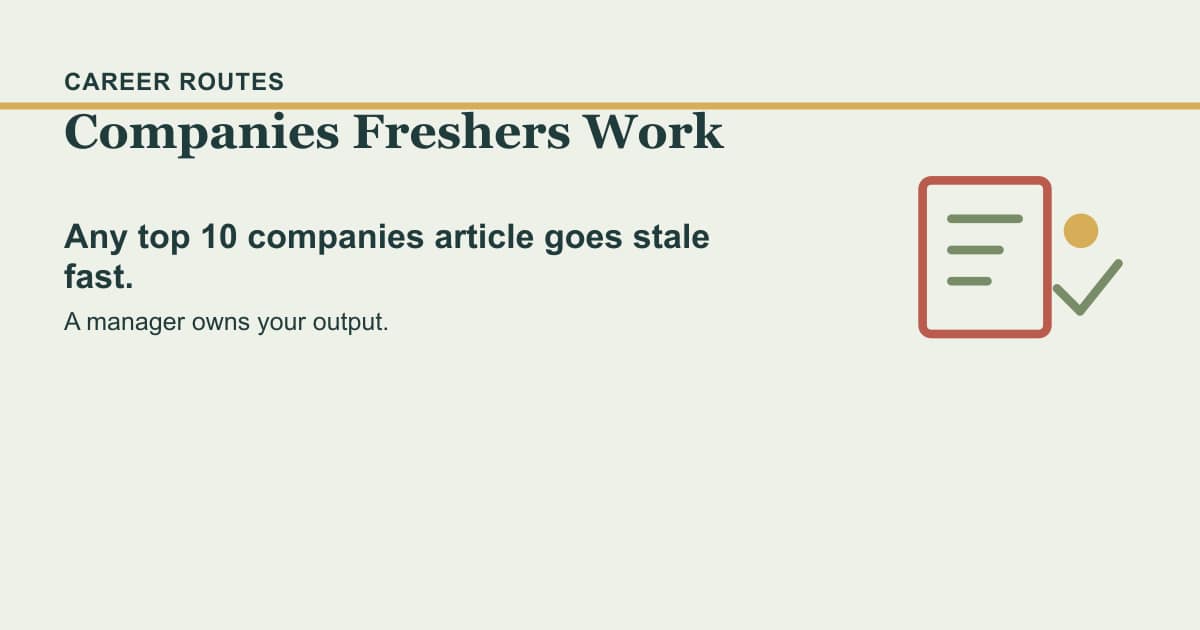 CAREER ROUTES
Companies Freshers Work
Any top 10 companies article goes stale
fast.
A manager owns your output.